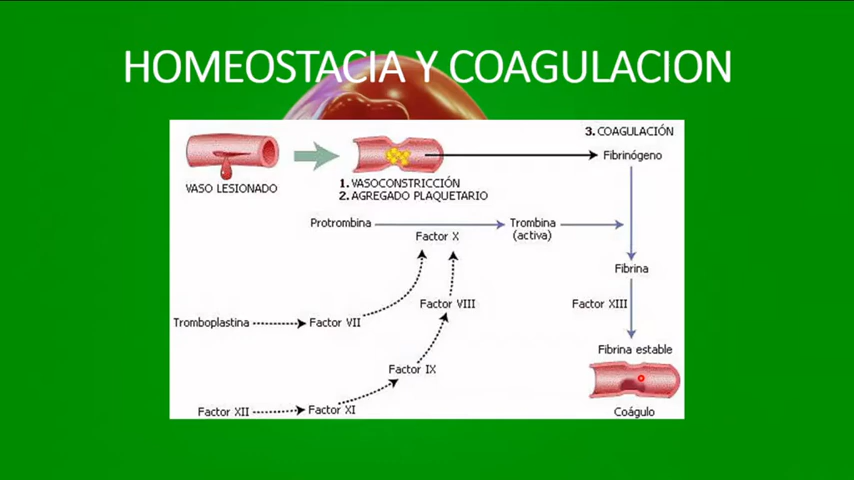 HOMEOSTACIA Y COAGULACION
3. COAGULACIÓN
Fibrinógeno
VASO LESIONADO
1. VASOCONSTRICCIÓN
2. AGREGADO PLAQUETARIO
Protrombina
Trombina
(activa)
Factor X
Fibrina
Factor VIII
Factor XIII
Tromboplastina
Factor VII
Fibrina estable
Factor IX
Factor XII
Factor XI
Coágulo